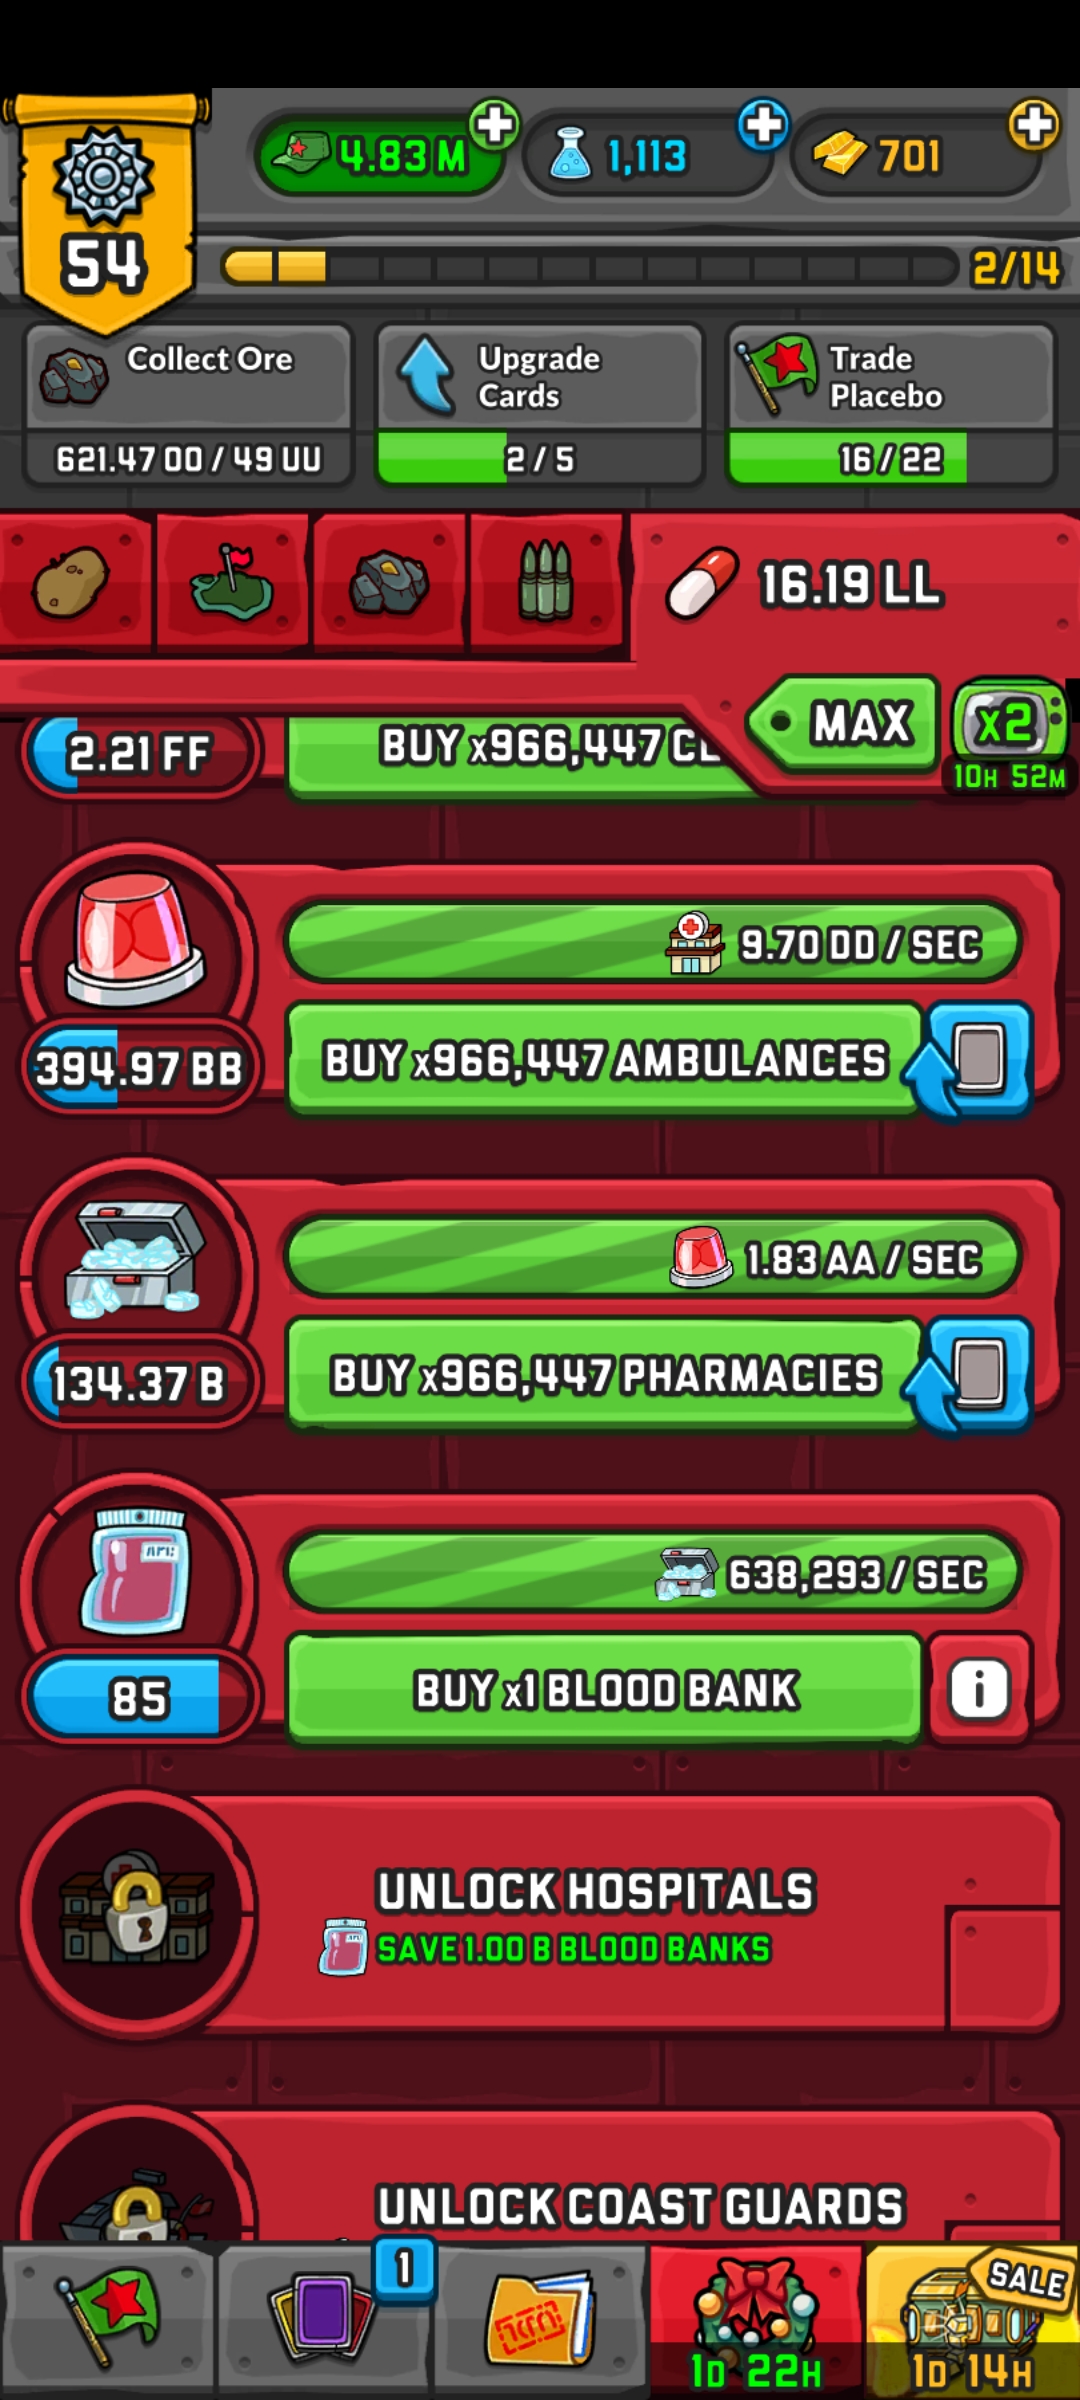 4.83 M
1,113
701
54
2/14
Collect Ore
621.47 OO / 49 UU
Upgrade
Cards
2 / 5
Trade
Placebo
16 / 22
16.19 LL
MAX
x2
10H 52M
2.21 FF
BUY x966,447 CL
9.70 DD / SEC
394.97 BB
BUY x966,447 AMBULANCES
1.83 AA / SEC
134.37 B
BUY x966,447 PHARMACIES
638,293 / SEC
85
BUY x1 BLOOD BANK
i
UNLOCK HOSPITALS
SAVE 1.00 B BLOOD BANKS
UNLOCK COAST GUARDS
1
SALE
1D 22H
1D 14H